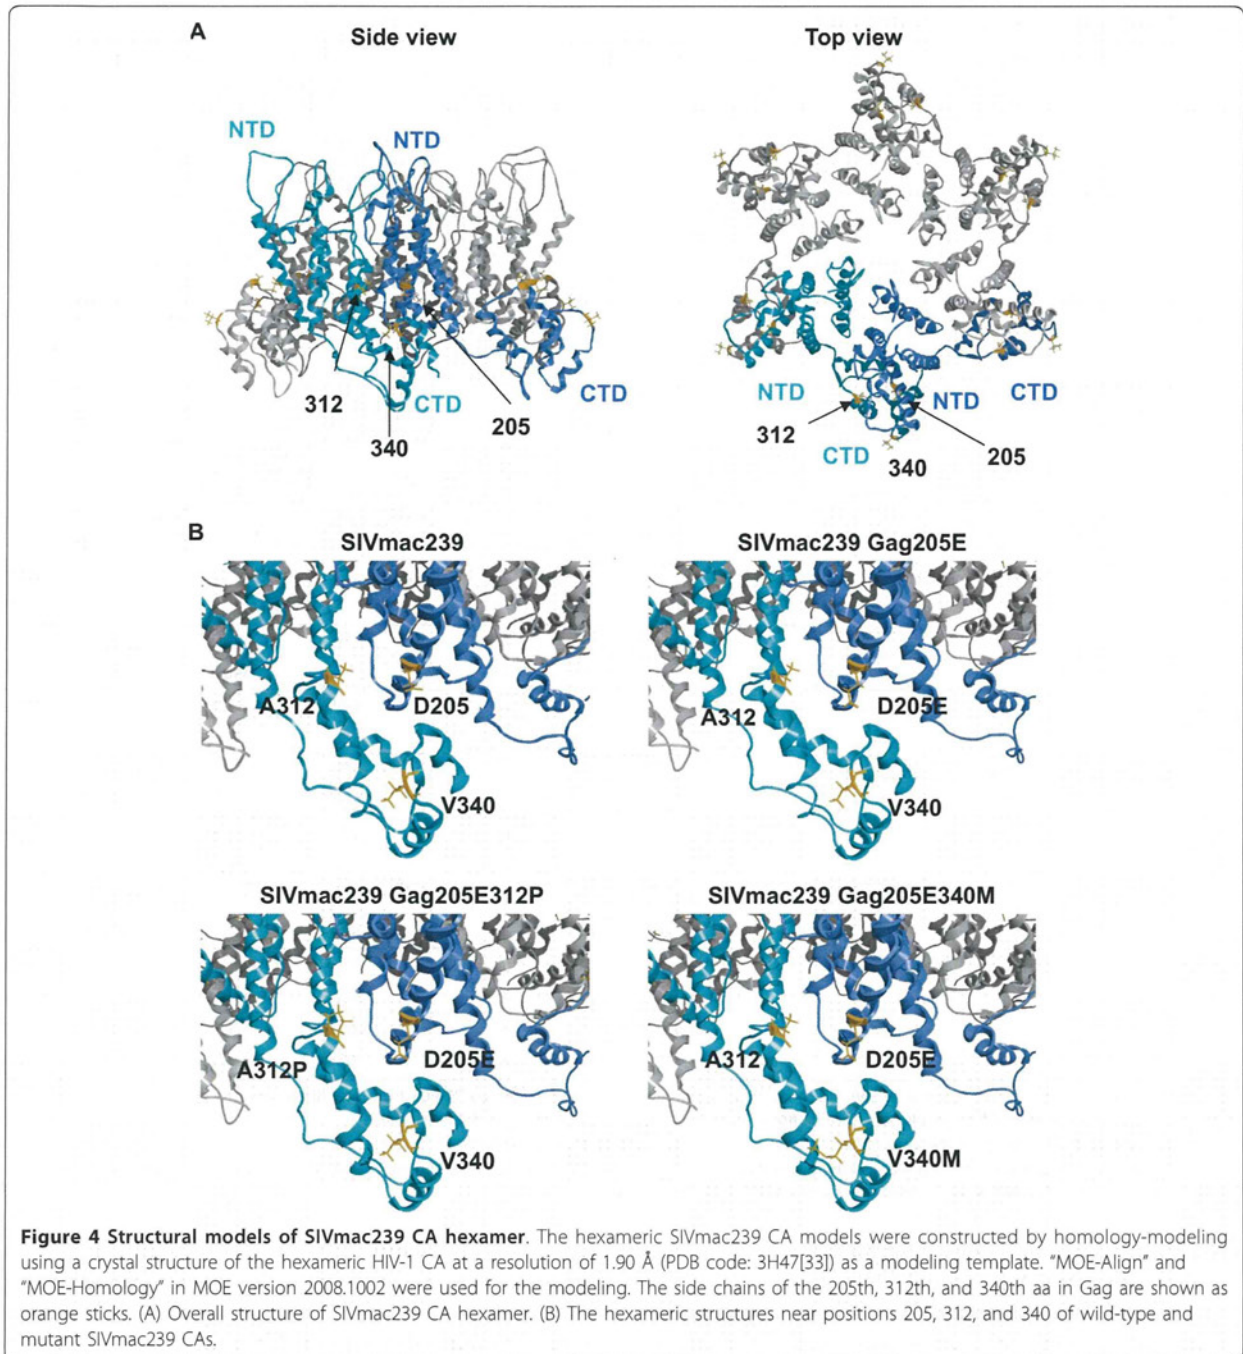 A
Side view
Top view
NTD
NTD
312
340
CTD
205
CTD
NTD
NTD
CTD
312
CTD
340
205
B
SIVmac239
SIVmac239 Gag205E
A312
D205
V340
A312
D205E
V340
SIVmac239 Gag205E312P
SIVmac239 Gag205E340M
A312P
D205E
V340
A312
D205E
V340M
Figure 4 Structural models of SIVmac239 CA hexamer. The hexameric SIVmac239 CA models were constructed by homology-modeling
using a crystal structure of the hexameric HIV-1 CA at a resolution of 1.90 Å (PDB code: 3H47[33]) as a modeling template. "MOE-Align" and
"MOE-Homology" in MOE version 2008.1002 were used for the modeling. The side chains of the 205th, 312th, and 340th aa in Gag are shown as
orange sticks. (A) Overall structure of SIVmac239 CA hexamer. (B) The hexameric structures near positions 205, 312, and 340 of wild-type and
mutant SIVmac239 CAs.